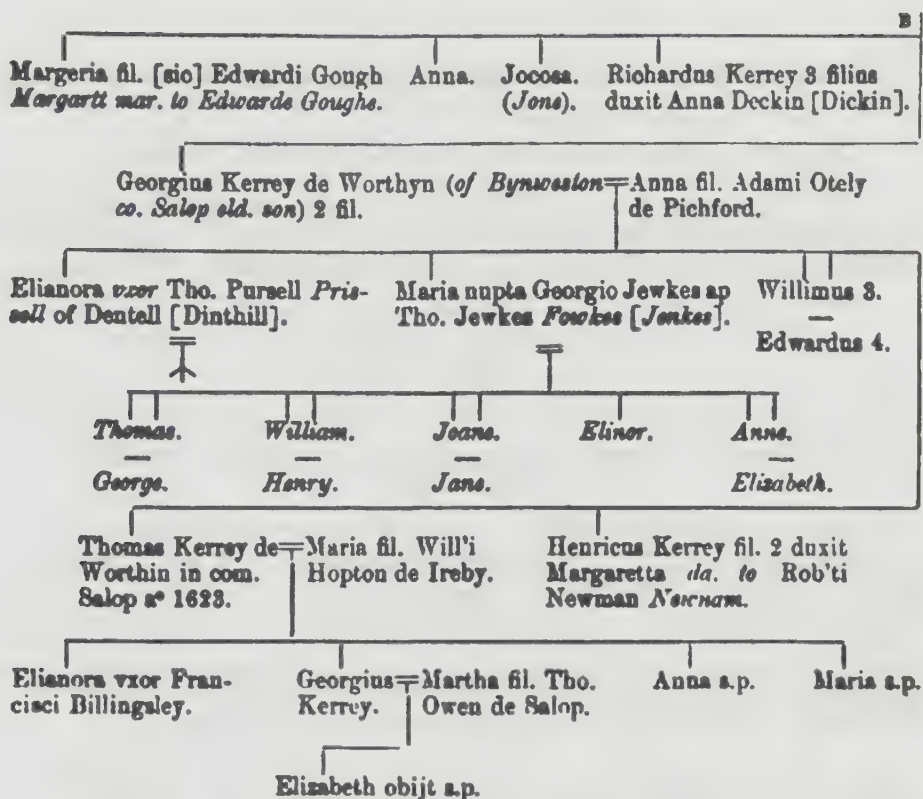 B
Margeria fil. [sio] Edwardi Gough
Margartt mar. to Edwarde Goughe.
Anna.
Jocosa.
(Jone).
Richardus Kerrey 3 filius
duxit Anna Deckin [Dickin].
Georgius Kerrey de Worthyn (of Bynweston
co. Salop eld. son) 2 fil.
Anna fil. Adami Otely
de Pichford.
Elianora vxor Tho. Pursell Pris-
sell of Dentell [Dinthill].
Maria nupta Georgio Jewkes ap
Tho. Jewkes Fowkes [Jenkes].
Willimus 3.
Edwardus 4.
Thomas.
William.
Joane.
Elinor.
Anne.
George.
Henry.
Jane.
Elizabeth.
Thomas Kerrey de
Worthin in com.
Salop aº 1623.
Maria fil. Will'i
Hopton de Ireby.
Henricus Kerrey fil. 2 duxit
Margaretta da. to Rob'ti
Newman Newnam.
Elianora vxor Fran-
cisci Billingsley.
Georgius
Kerrey.
Martha fil. Tho.
Owen de Salop.
Anna s.p.
Maria s.p.
Elizabeth obijt s.p.